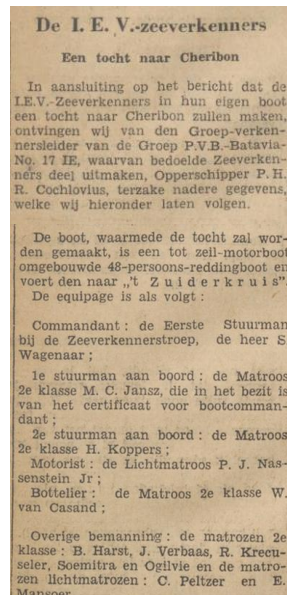 De I. E. V.-zeeverkenners
Een tocht naar Cheribon
In aansluiting op het bericht dat de
I.E.V.-Zeeverkenners in hun eigen boot
een tocht naar Cheribon zullen maken,
ontvingen wij van den Groep-verken-
nersleider van de Groep P.V.B.-Batavia-
No. 17 IE, waarvan bedoelde Zeeverken-
ners deel uitmaken, Opperschipper P. H.
R. Cochlovius, terzake nadere gegevens,
welke wij hieronder laten volgen.
De boot, waarmede de tocht zal wor-
den gemaakt, is een tot zeil-motorboot
omgebouwde 48-persoons-reddingboot en
voert den naar „'t Zuiderkruis".
De equipage is als volgt :
Commandant : de Eerste Stuurman
bij de Zeeverkennerstroep, de heer S
Wagenaar ;
1e stuurman aan boord : de Matroos
2e klasse M. C. Jansz, die in het bezit is
van het certificaat voor bootcomman-
dant ;
2e stuurman aan boord : de Matroos
2e klasse H. Koppers ;
Motorist : de Lichtmatroos P. J. Nas-
senstein Jr ;
Bottelier : de Matroos 2e klasse W.
van Casand ;
Overige bemanning : de matrozen 2e
klasse : B. Harst, J. Verbaas, R. Krecu-
seler, Soemitra en Ogilvie en de matro-
zen lichtmatrozen : C. Peltzer en E.
Mansoer